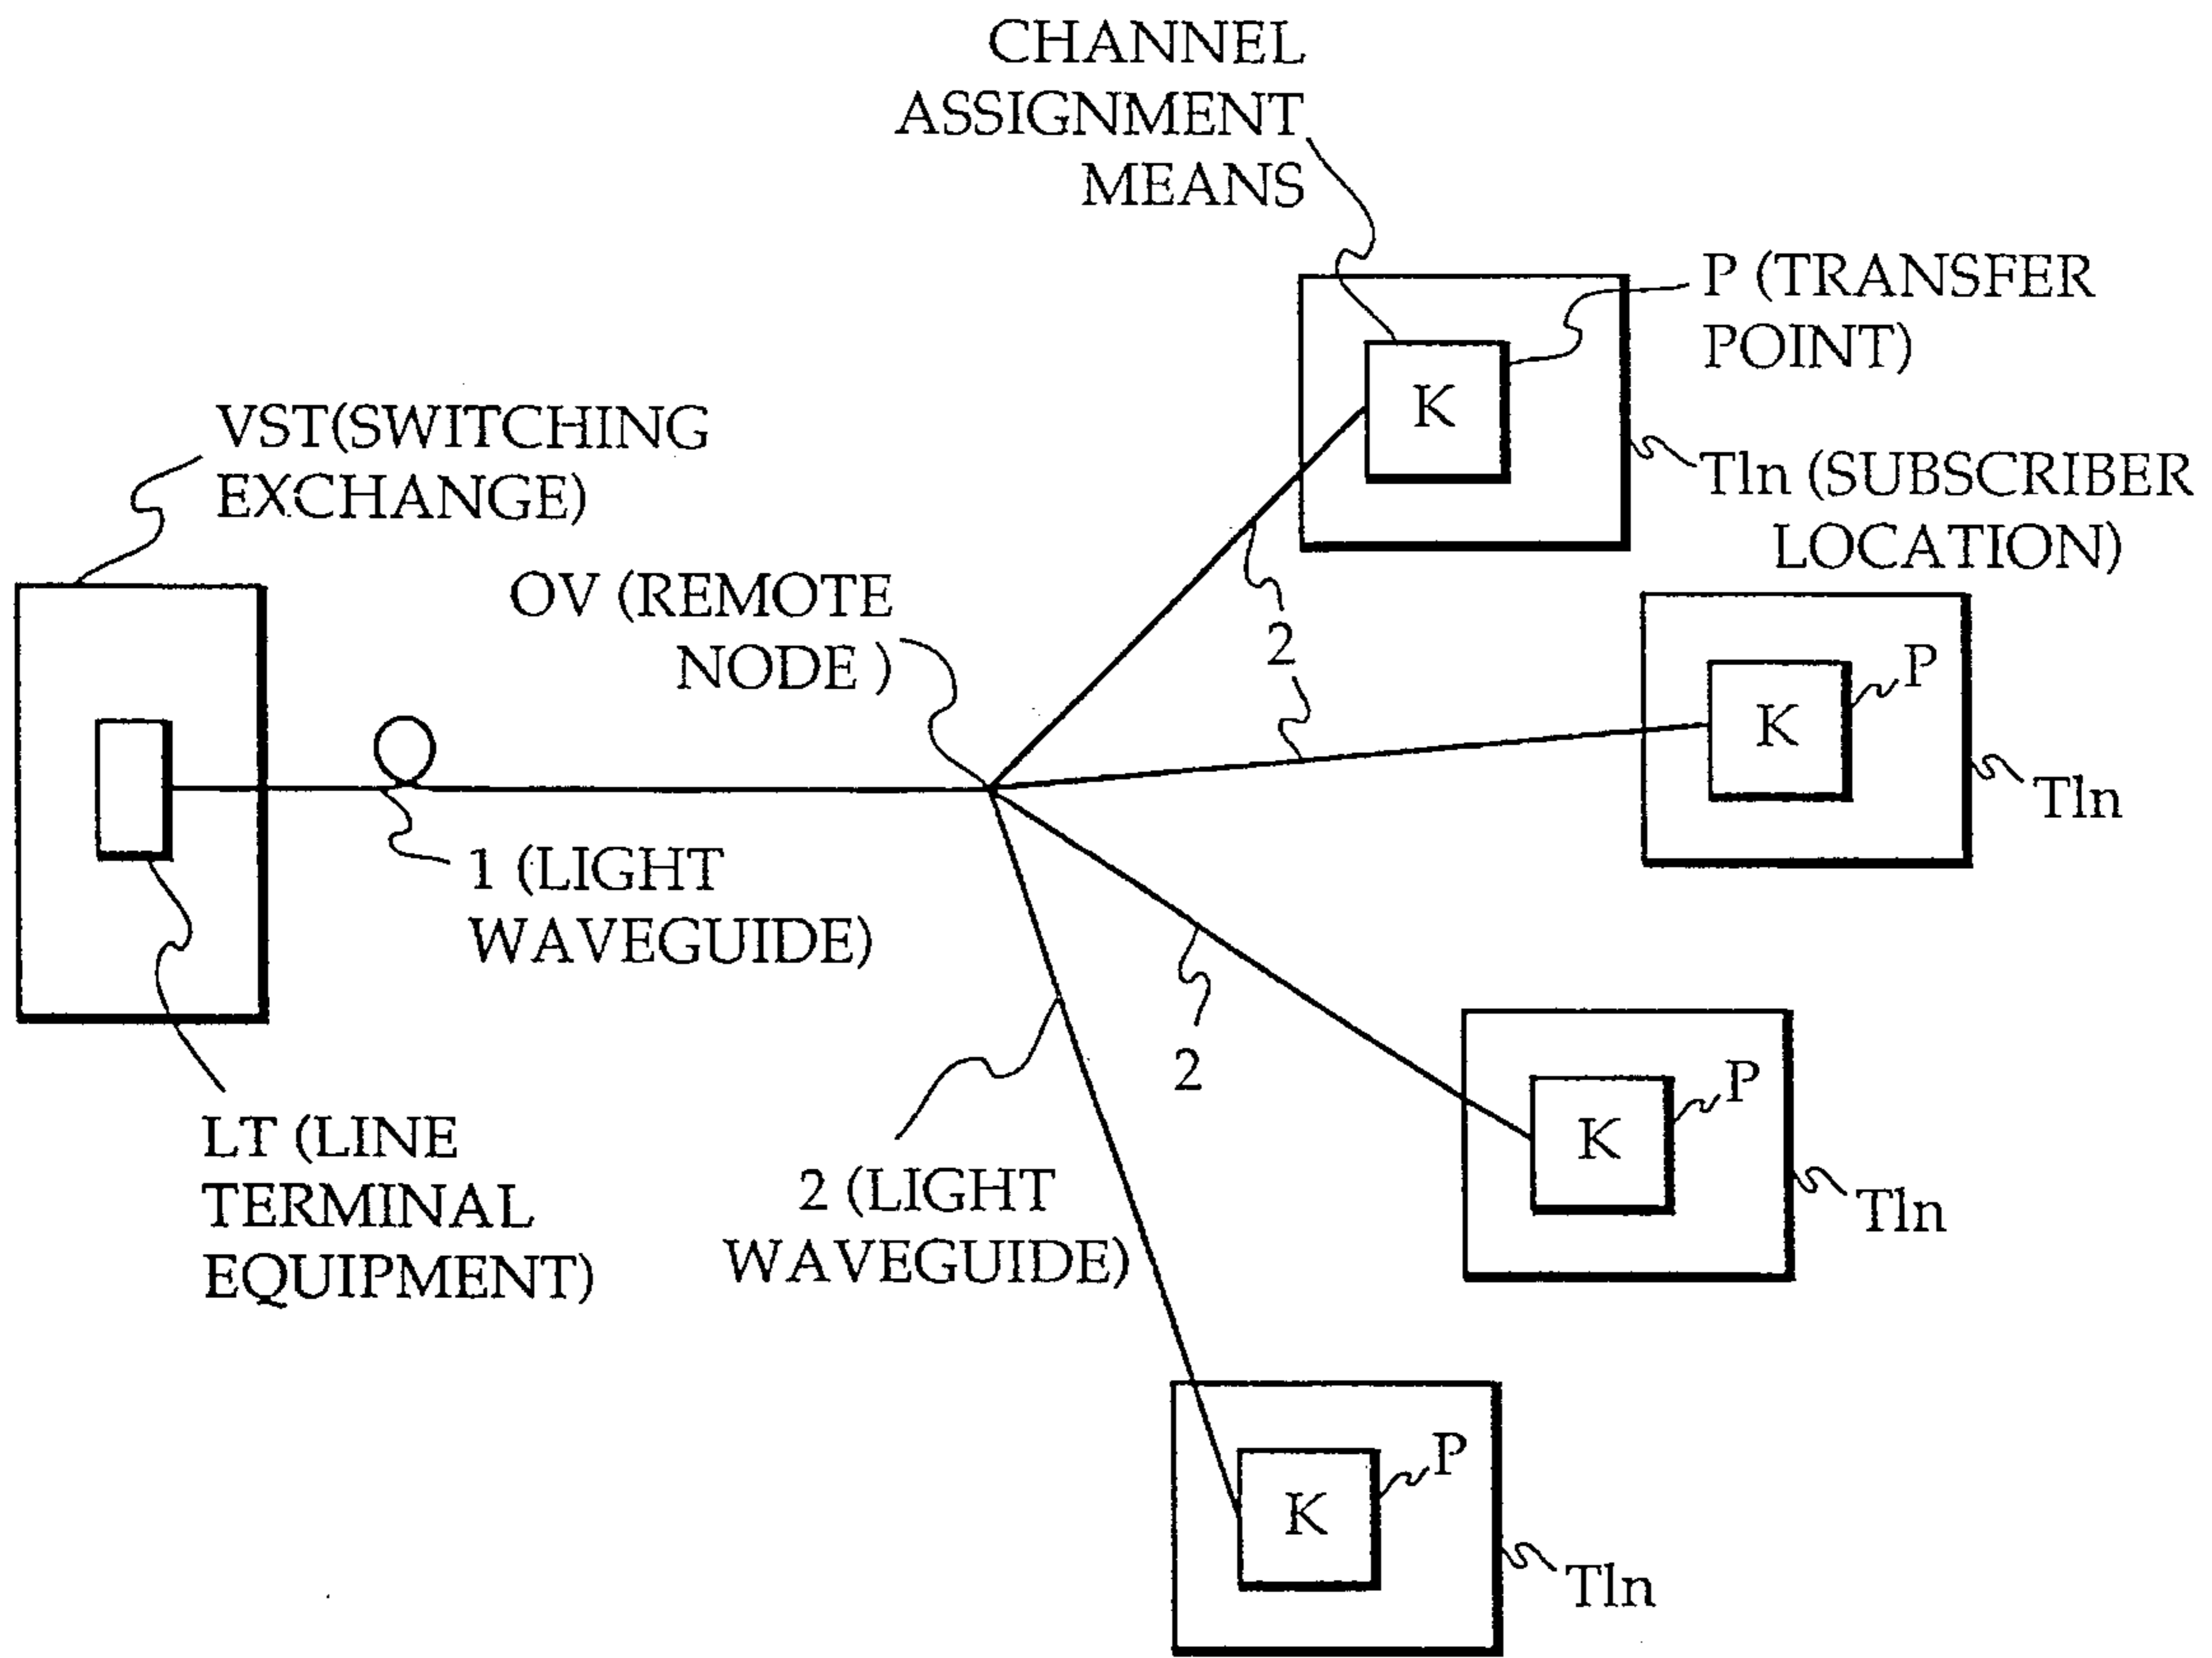 CHANNEL
ASSIGNMENT
MEANS
P (TRANSFER
POINT)
K
VST(SWITCHING
EXCHANGE)
Tln (SUBSCRIBER
LOCATION)
OV (REMOTE
NODE )
2
P
K
Tln
1 (LIGHT
WAVEGUIDE)
2
P
K
Tln
LT (LINE
TERMINAL
EQUIPMENT)
2 (LIGHT
WAVEGUIDE)
P
K
Tln